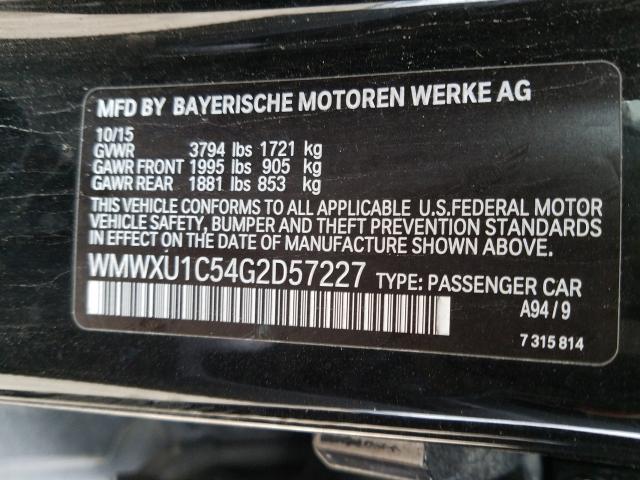 MFD BY BAYERISCHE MOTOREN WERKE AG
10/15
GVWR 3794 lbs 1721 kg
GAWR FRONT 1995 lbs 905 kg
GAWR REAR 1881 lbs 853 kg
THIS VEHICLE CONFORMS TO ALL APPLICABLE U.S.FEDERAL MOTOR
VEHICLE SAFETY, BUMPER AND THEFT PREVENTION STANDARDS
IN EFFECT ON THE DATE OF MANUFACTURE SHOWN ABOVE.
WMWXU1C54G2D57227 TYPE: PASSENGER CAR
A94/9
7 315 814